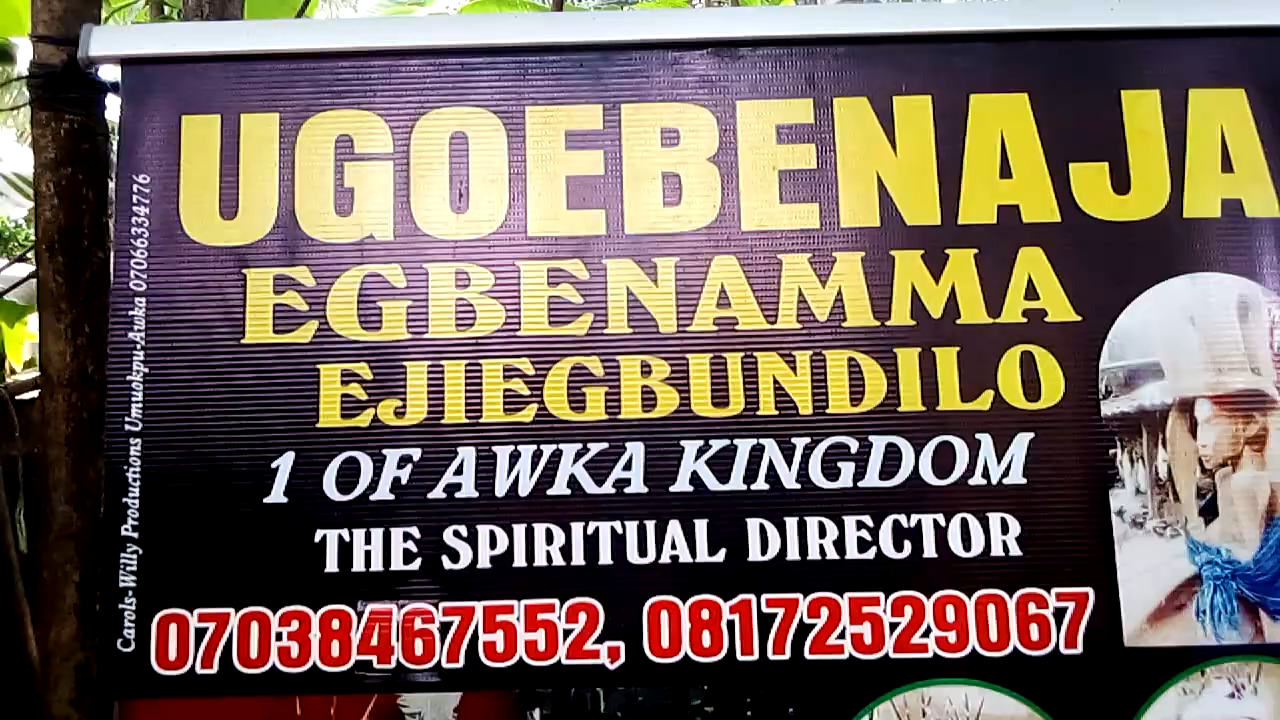 UGOEBENAJA
EGBENAMMA
EJIEGBUNDILO
1 OF AWKA KINGDOM
THE SPIRITUAL DIRECTOR
07038467552, 08172529067
Carols-Willy Productions Umuokpu-Awka 07066334776